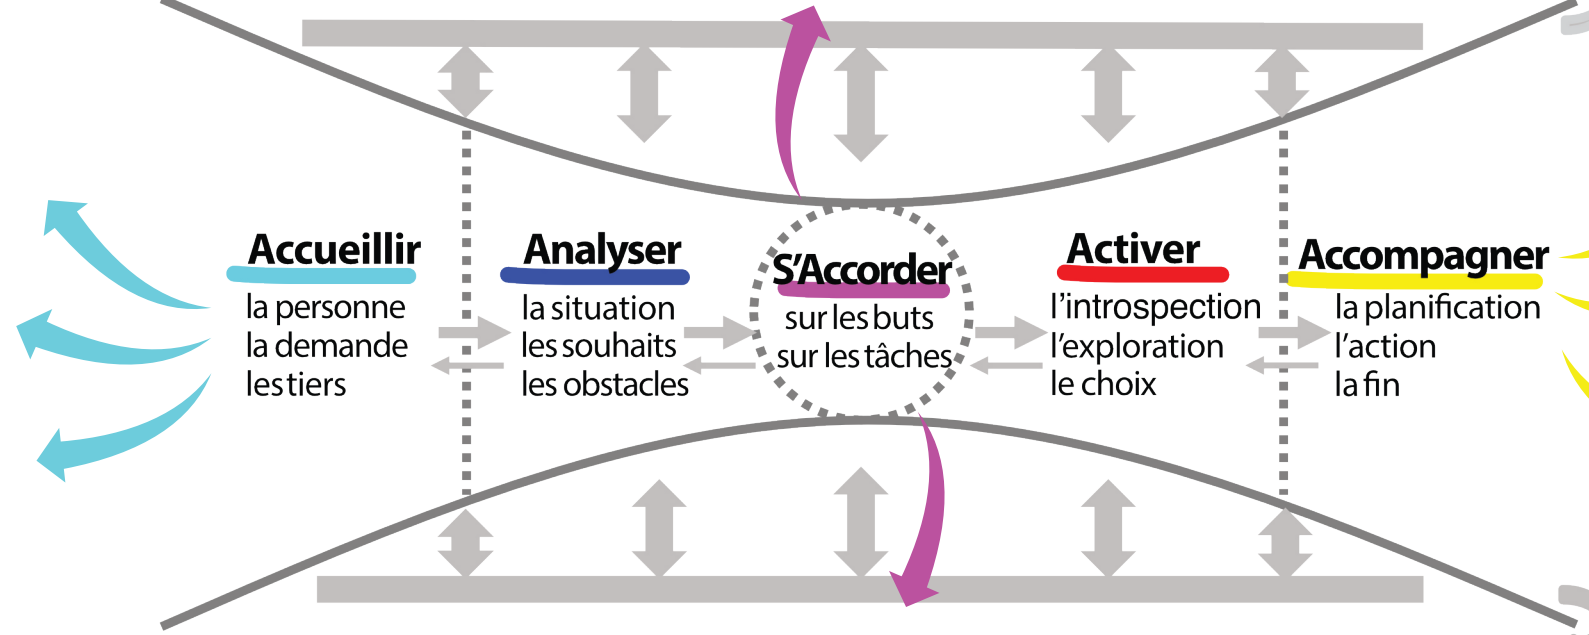 Accueillir
la personne
la demande
les tiers
Analyser
la situation
les souhaits
les obstacles
S'Accorder
sur les buts
sur les tâches
Activer
l'introspection
l'exploration
le choix
Accompagner
la planification
l'action
la fin